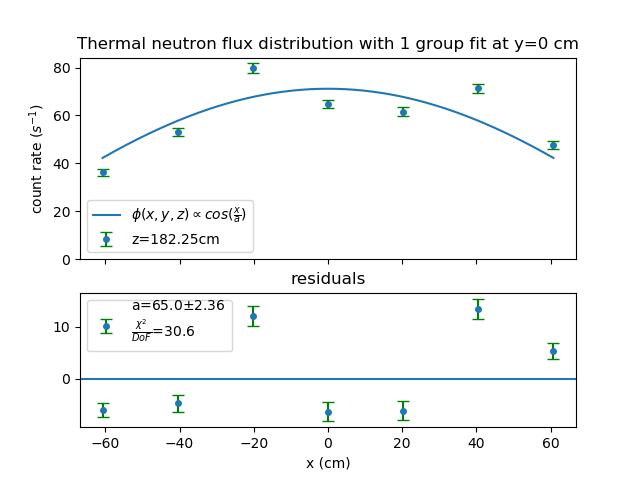 Thermal neutron flux distribution with 1 group fit at y=0 cm
80
60
40
20
0
count rate (s⁻¹)
ϕ(x, y, z) ∝ cos(x/a)
z=182.25cm
residuals
10
0
a=65.0±2.36
χ²/DoF=30.6
−60 −40 −20 0 20 40 60
x (cm)